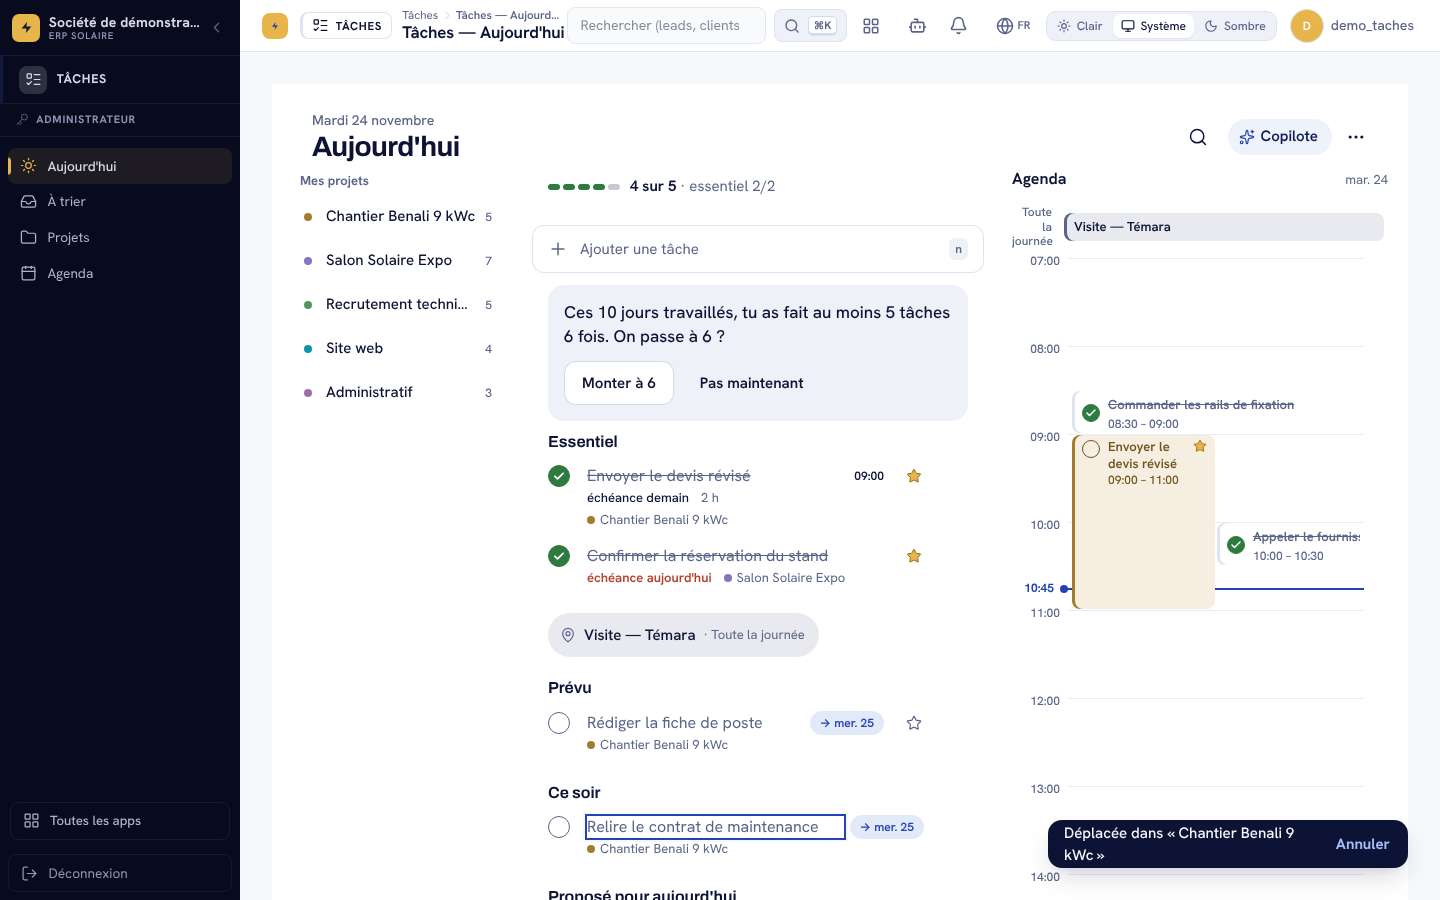 Société de démonstra...
ERP SOLAIRE
TÂCHES
ADMINISTRATEUR
Aujourd'hui
À trier
Projets
Agenda
Toutes les apps
Déconnexion
TÂCHES
Tâches
Tâches — Aujourd...
Tâches — Aujourd'hui
Rechercher (leads, clients
⌘K
FR
Clair
Système
Sombre
D
demo_taches
Mardi 24 novembre
Aujourd'hui
Copilote
Mes projets
Chantier Benali 9 kWc 5
Salon Solaire Expo 7
Recrutement techni... 5
Site web 4
Administratif 3
4 sur 5 · essentiel 2/2
Ajouter une tâche
n
Ces 10 jours travaillés, tu as fait au moins 5 tâches
6 fois. On passe à 6 ?
Monter à 6
Pas maintenant
Essentiel
Envoyer le devis révisé 09:00
échéance demain 2 h
Chantier Benali 9 kWc
Confirmer la réservation du stand
échéance aujourd'hui Salon Solaire Expo
Visite — Témara · Toute la journée
Prévu
Rédiger la fiche de poste → mer. 25
Chantier Benali 9 kWc
Ce soir
Relire le contrat de maintenance → mer. 25
Chantier Benali 9 kWc
Proposé pour aujourd'hui
Agenda mar. 24
Toute
la
journée
Visite — Témara
07:00
08:00
Commander les rails de fixation
08:30 – 09:00
09:00
Envoyer le
devis révisé
09:00 – 11:00
10:00
Appeler le fournis
10:00 – 10:30
10:45
11:00
12:00
13:00
Déplacée dans « Chantier Benali 9
kWc »
Annuler
14:00